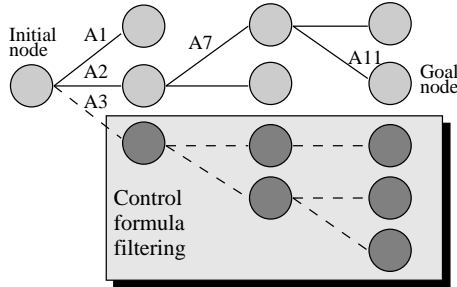 Initial
node
A1
A2
A3
A7
A11
Goal
node
Control
formula
filtering